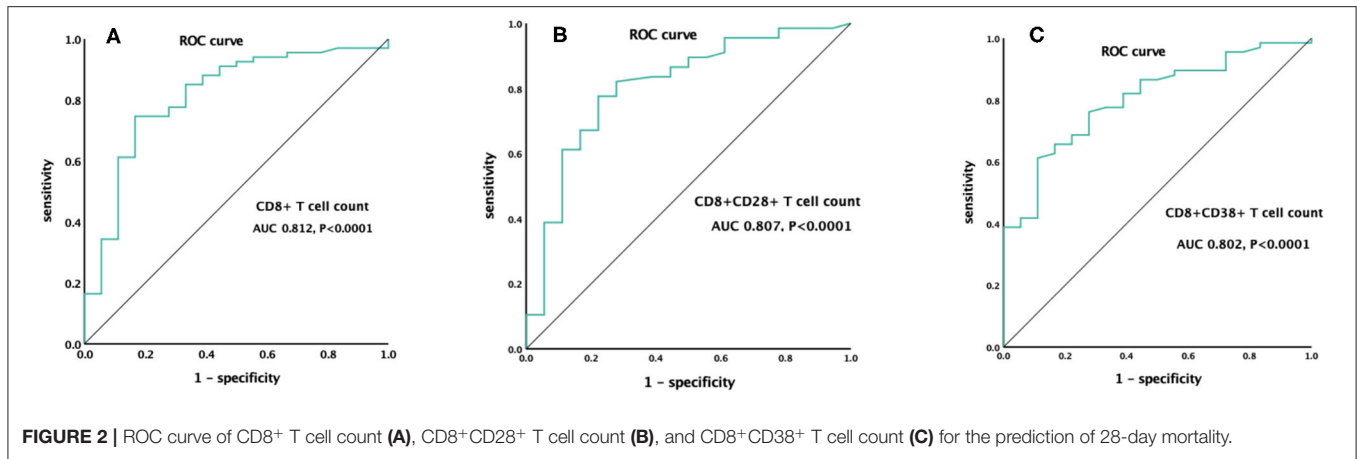 A
ROC curve
1.0
0.8
0.6
0.4
0.2
0.0
sensitivity
CD8+ T cell count
AUC 0.812, P<0.0001
0.0 0.2 0.4 0.6 0.8 1.0
1 – specificity
B
ROC curve
1.0
0.8
0.6
0.4
0.2
0.0
sensitivity
CD8+CD28+ T cell count
AUC 0.807, P<0.0001
0.0 0.2 0.4 0.6 0.8 1.0
1 – specificity
C
ROC curve
1.0
0.8
0.6
0.4
0.2
0.0
sensitivity
CD8+CD38+ T cell count
AUC 0.802, P<0.0001
0.0 0.2 0.4 0.6 0.8 1.0
1 – specificity
FIGURE 2 | ROC curve of CD8⁺ T cell count (A), CD8⁺CD28⁺ T cell count (B), and CD8⁺CD38⁺ T cell count (C) for the prediction of 28-day mortality.